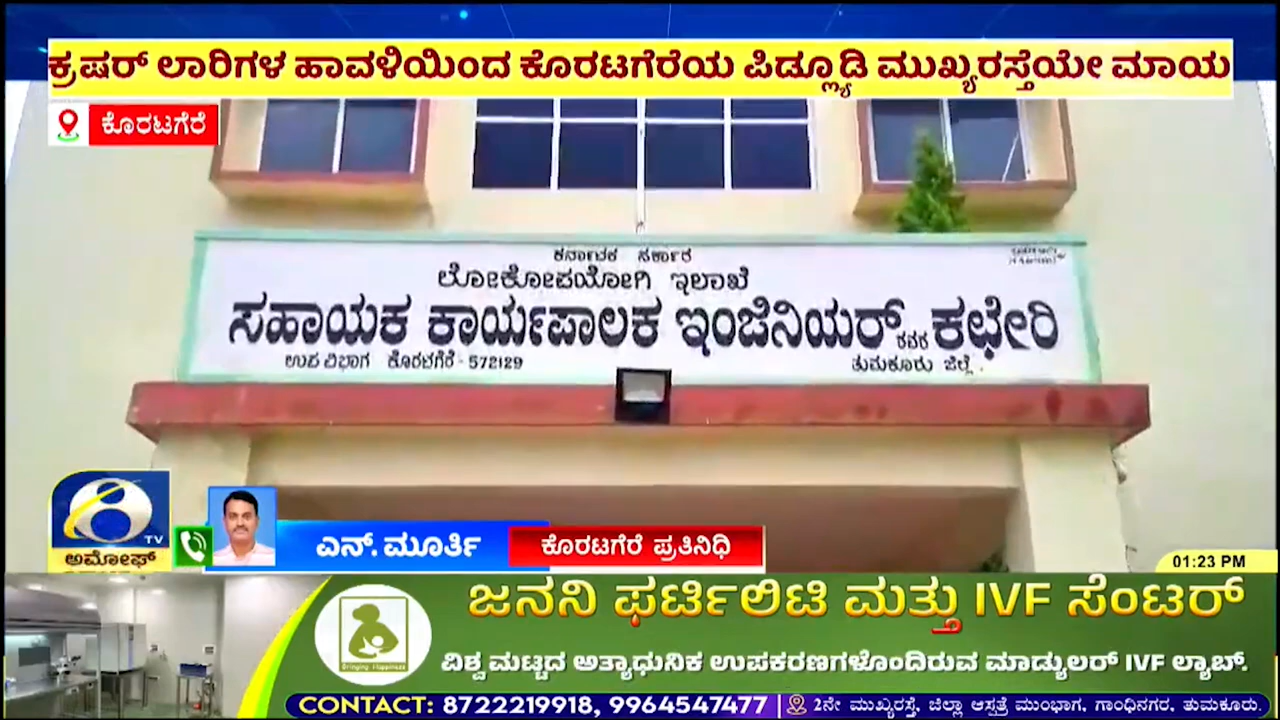 ಕ್ರಷರ್ ಲಾರಿಗಳ ಹಾವಳಿಯಿಂದ ಕೊರಟಗೆರೆಯ ಪಿಡ್ಲ್ಯೂಡಿ ಮುಖ್ಯರಸ್ತೆಯೇ ಮಾಯ
ಕೊರಟಗೆರೆ
ಕರ್ನಾಟಕ ಸರ್ಕಾರ
ಲೋಕೋಪಯೋಗಿ ಇಲಾಖೆ
ಸಹಾಯಕ ಕಾರ್ಯಪಾಲಕ ಇಂಜಿನಿಯರ್ ರವರ ಕಛೇರಿ
ಉಪ ವಿಭಾಗ ಕೊರಟಗೆರೆ - 572129 ತುಮಕೂರು ಜಿಲ್ಲೆ.
8 TV
ಅಮೋಘ್
ಎನ್. ಮೂರ್ತಿ ಕೊರಟಗೆರೆ ಪ್ರತಿನಿಧಿ
01:23 PM
ಜನನಿ ಫರ್ಟಿಲಿಟಿ ಮತ್ತು IVF ಸೆಂಟರ್
Bringing Happiness
ವಿಶ್ವಮಟ್ಟದ ಅತ್ಯಾಧುನಿಕ ಉಪಕರಣಗಳೊಂದಿರುವ ಮಾಡ್ಯುಲರ್ IVF ಲ್ಯಾಬ್.
CONTACT: 8722219918, 9964547477 2ನೇ ಮುಖ್ಯರಸ್ತೆ, ಜಿಲ್ಲಾ ಆಸ್ಪತ್ರೆ ಮುಂಭಾಗ, ಗಾಂಧಿನಗರ, ತುಮಕೂರು.